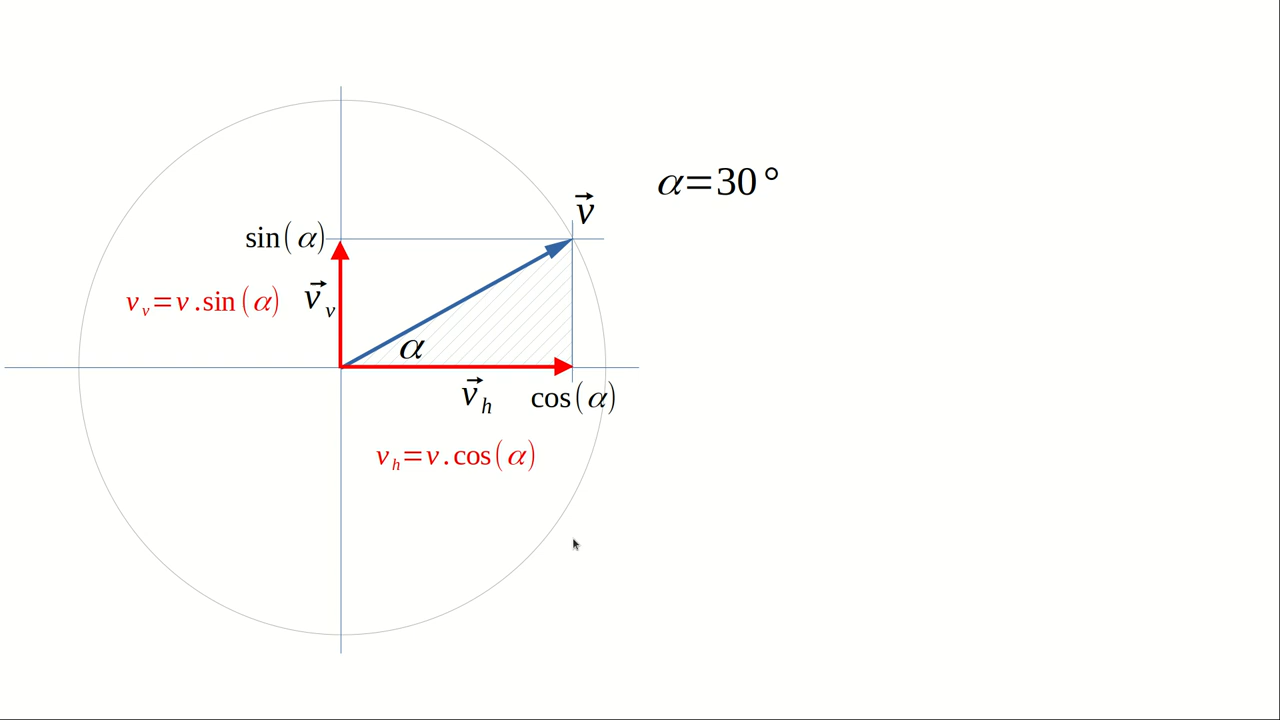 α=30°
v⃗
sin(α)
v_v=v.sin(α)
v⃗_v
α
v⃗_h
cos(α)
v_h=v.cos(α)